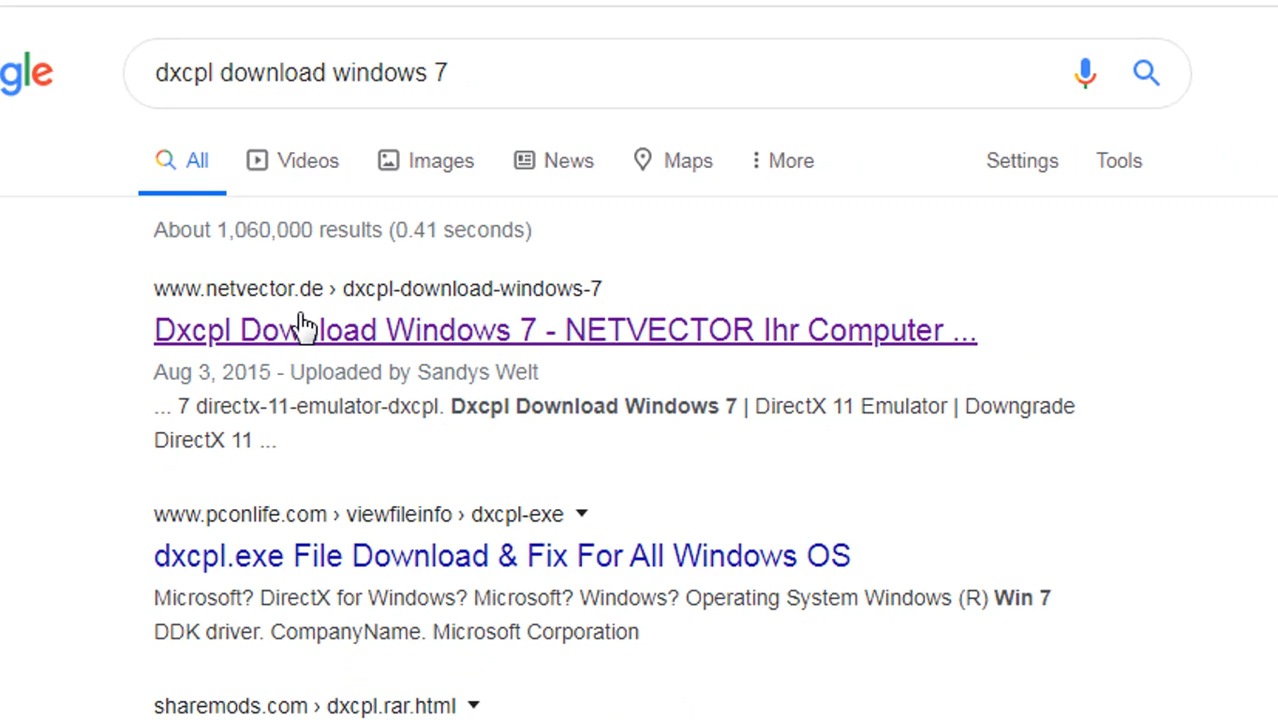 gle
dxcpl download windows 7
All Videos Images News Maps More Settings Tools
About 1,060,000 results (0.41 seconds)
www.netvector.de › dxcpl-download-windows-7
Dxcpl Download Windows 7 - NETVECTOR Ihr Computer ...
Aug 3, 2015 - Uploaded by Sandys Welt
... 7 directx-11-emulator-dxcpl. Dxcpl Download Windows 7 | DirectX 11 Emulator | Downgrade
DirectX 11 ...
www.pconlife.com › viewfileinfo › dxcpl-exe
dxcpl.exe File Download & Fix For All Windows OS
Microsoft? DirectX for Windows? Microsoft? Windows? Operating System Windows (R) Win 7
DDK driver. CompanyName. Microsoft Corporation
sharemods.com › dxcpl.rar.html